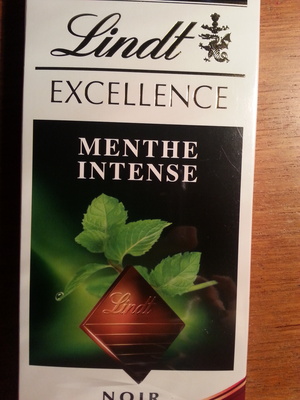 Lindt
EXCELLENCE
MENTHE
INTENSE
Lindt
NOIR